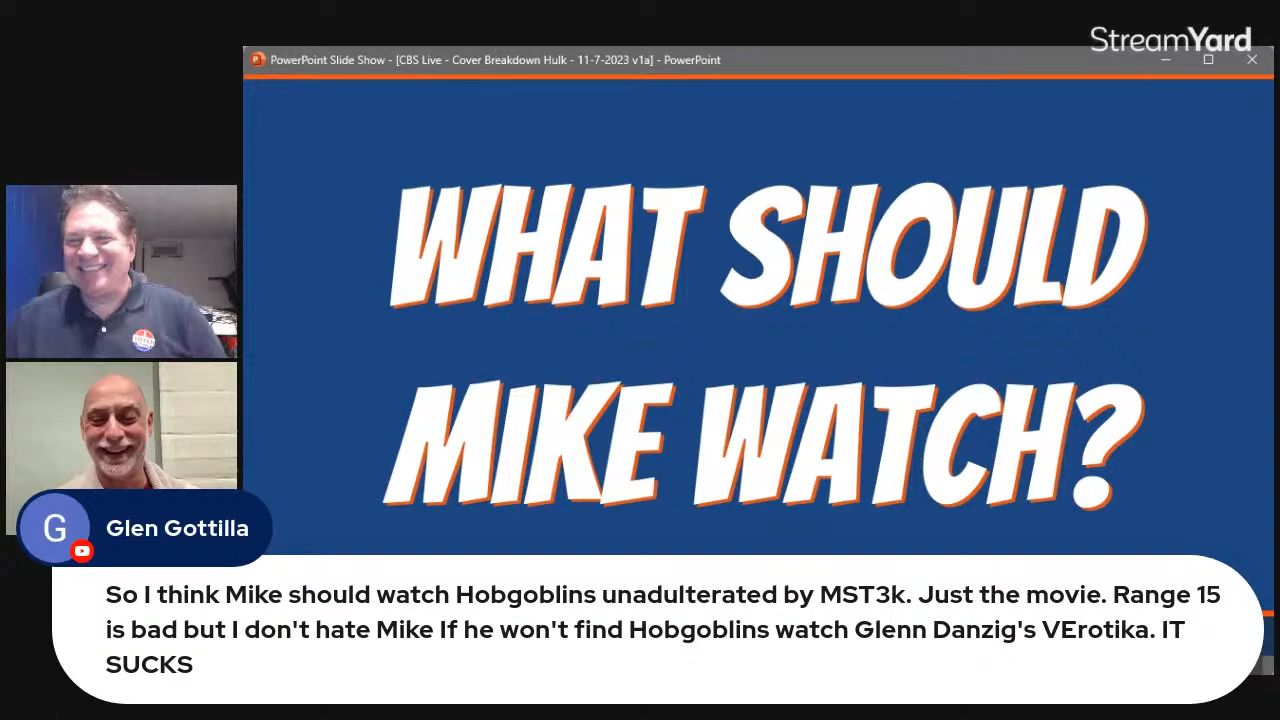 StreamYard
PowerPoint Slide Show - [CBS Live - Cover Breakdown Hulk - 11-7-2023 v1a] - PowerPoint
WHAT SHOULD
MIKE WATCH?
G
Glen Gottilla
So I think Mike should watch Hobgoblins unadulterated by MST3k. Just the movie. Range 15
is bad but I don't hate Mike If he won't find Hobgoblins watch Glenn Danzig's VErotika. IT
SUCKS